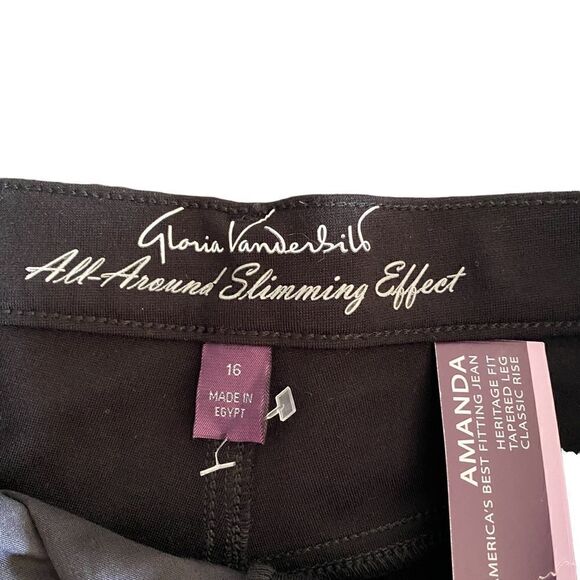 Gloria Vanderbilt
All-Around Slimming Effect
16
MADE IN
EGYPT
AMANDA
MERICA'S BEST FITTING JEAN
HERITAGE FIT
TAPERED LEG
CLASSIC RISE